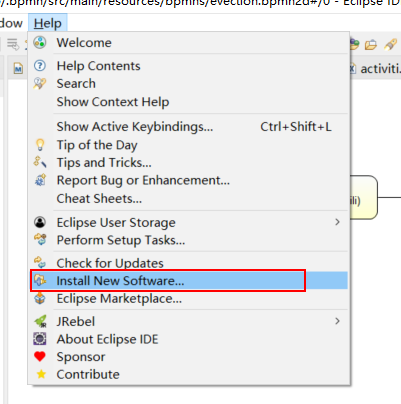 /.bpmn/src/main/resources/bpmns/evection.bpmn2d#/0 - Eclipse ID
dow Help
Welcome
Help Contents
Search
Show Context Help
Show Active Keybindings... Ctrl+Shift+L
Tip of the Day
Tips and Tricks...
Report Bug or Enhancement...
Cheat Sheets...
Eclipse User Storage
Perform Setup Tasks...
Check for Updates
Install New Software...
Eclipse Marketplace...
JRebel
About Eclipse IDE
Sponsor
Contribute
M
activiti.
ili)